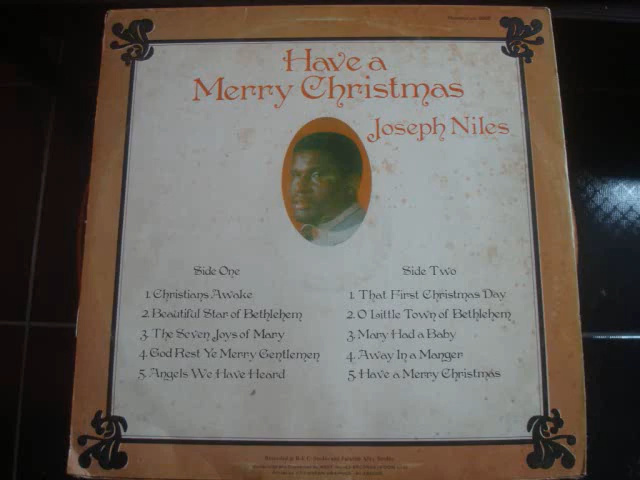 Have a
Merry Christmas
Joseph Niles
Side One
1. Christians Awake
2. Beautiful Star of Bethlehem
3. The Seven Joys of Mary
4. God Rest Ye Merry Gentlemen
5. Angels We Have Heard
Side Two
1. That First Christmas Day
2. O Little Town of Bethlehem
3. Mary Had a Baby
4. Away In a Manger
5. Have a Merry Christmas